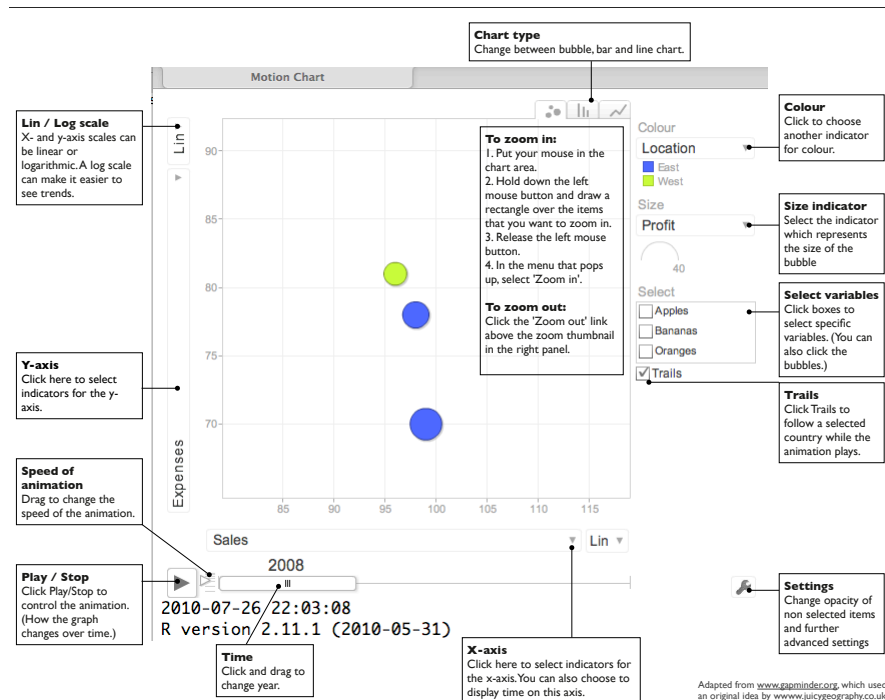 Chart type
Change between bubble, bar and line chart.
Motion Chart
Lin / Log scale
X- and y-axis scales can
be linear or
logarithmic. A log scale
can make it easier to
see trends.
Lin
90
85
80
75
70
Expenses
85
90
95
100
105
110
115
To zoom in:
1. Put your mouse in the
chart area.
2. Hold down the left
mouse button and draw a
rectangle over the items
that you want to zoom in.
3. Release the left mouse
button.
4. In the menu that pops
up, select 'Zoom in'.
To zoom out:
Click the 'Zoom out' link
above the zoom thumbnail
in the right panel.
Colour
Location
East
West
Size
Profit
40
Select
Apples
Bananas
Oranges
Trails
Colour
Click to choose
another indicator
for colour.
Size indicator
Select the indicator
which represents
the size of the
bubble
Select variables
Click boxes to
select specific
variables. (You can
also click the
bubbles.)
Trails
Click Trails to
follow a selected
country while the
animation plays.
Y-axis
Click here to select
indicators for the y-
axis.
Speed of
animation
Drag to change the
speed of the animation.
Sales
Lin
2008
Play / Stop
Click Play/Stop to
control the animation.
(How the graph
changes over time.)
2010-07-26 22:03:08
R version 2.11.1 (2010-05-31)
Time
Click and drag to
change year.
X-axis
Click here to select indicators for
the x-axis. You can also choose to
display time on this axis.
Settings
Change opacity of
non selected items
and further
advanced settings
Adapted from www.gapminder.org, which used
an original idea by wwww.juicygeography.co.uk